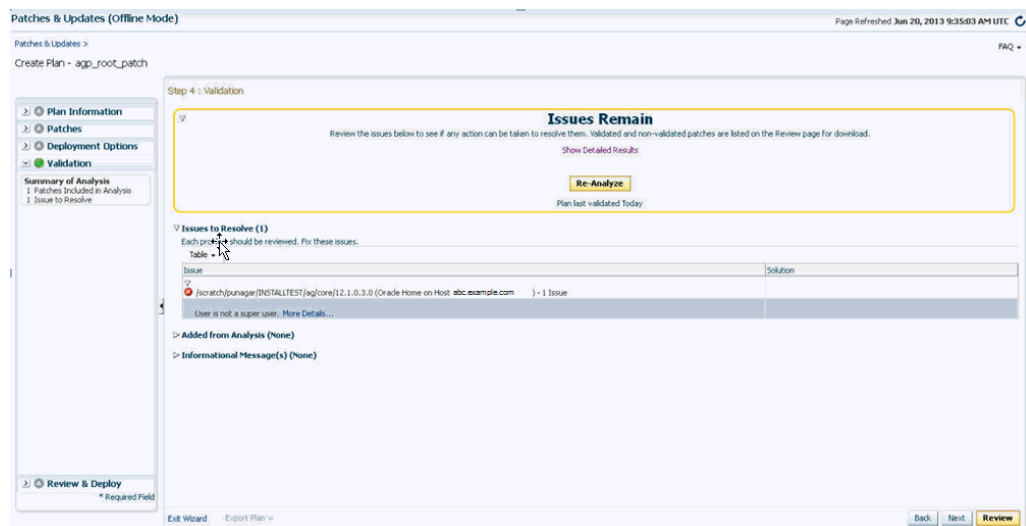 Patches & Updates (Offline Mode)
Page Refreshed Jun 20, 2013 9:35:03 AM UTC
Patches & Updates >
FAQ
Create Plan - agp_root_patch
Step 4 : Validation
Plan Information
Patches
Deployment Options
Validation
Summary of Analysis
1 Patches Included in Analysis
1 Issue to Resolve
Issues Remain
Review the issues below to see if any action can be taken to resolve them. Validated and non-validated patches are listed on the Review page for download.
Show Detailed Results
Re-Analyze
Plan last validated Today
Issues to Resolve (1)
Each should be reviewed. Fix these issues.
Table
Issue Solution
/scratch/punagar/INSTALLTEST/ag/core/12.1.0.3.0 (Oracle Home on Host abc.example.com ) - 1 Issue
User is not a super user. More Details...
Added from Analysis (None)
Informational Message(s) (None)
Review & Deploy
* Required Field
Exit Wizard Export Plan
Back Next Review